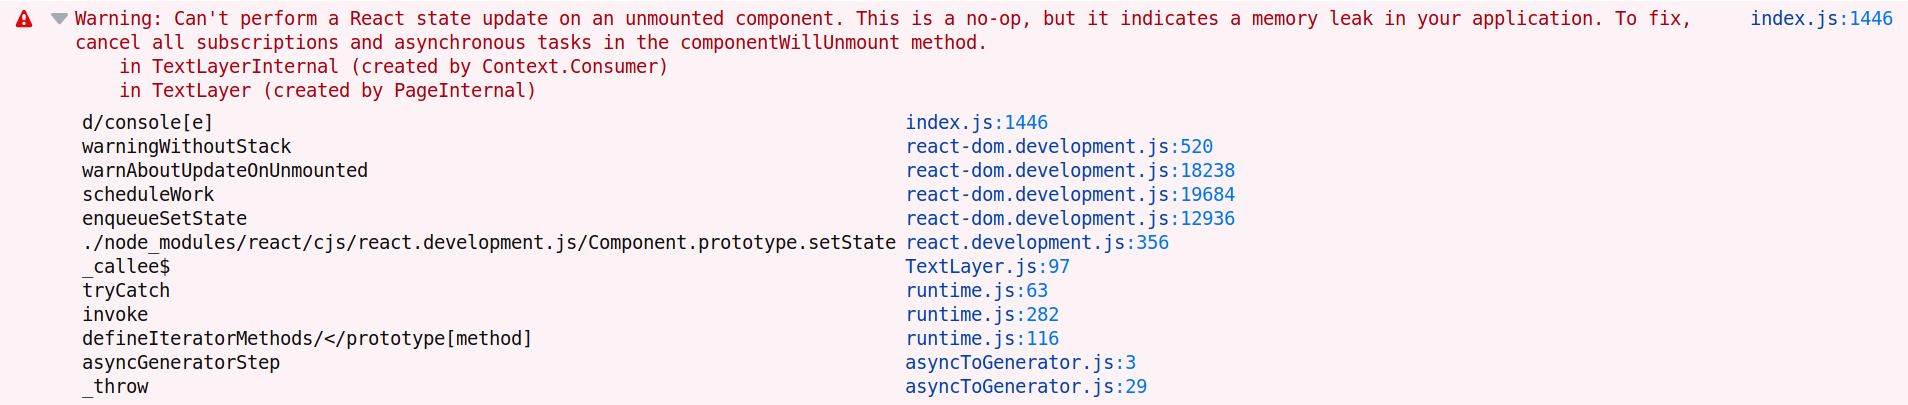 Warning: Can't perform a React state update on an unmounted component. This is a no-op, but it indicates a memory leak in your application. To fix, index.js:1446
cancel all subscriptions and asynchronous tasks in the componentWillUnmount method.
in TextLayerInternal (created by Context.Consumer)
in TextLayer (created by PageInternal)
d/console[e] index.js:1446
warningWithoutStack react-dom.development.js:520
warnAboutUpdateOnUnmounted react-dom.development.js:18238
scheduleWork react-dom.development.js:19684
enqueueSetState react-dom.development.js:12936
./node_modules/react/cjs/react.development.js/Component.prototype.setState react.development.js:356
_callee$ TextLayer.js:97
tryCatch runtime.js:63
invoke runtime.js:282
defineIteratorMethods/</prototype[method] runtime.js:116
asyncGeneratorStep asyncToGenerator.js:3
_throw asyncToGenerator.js:29